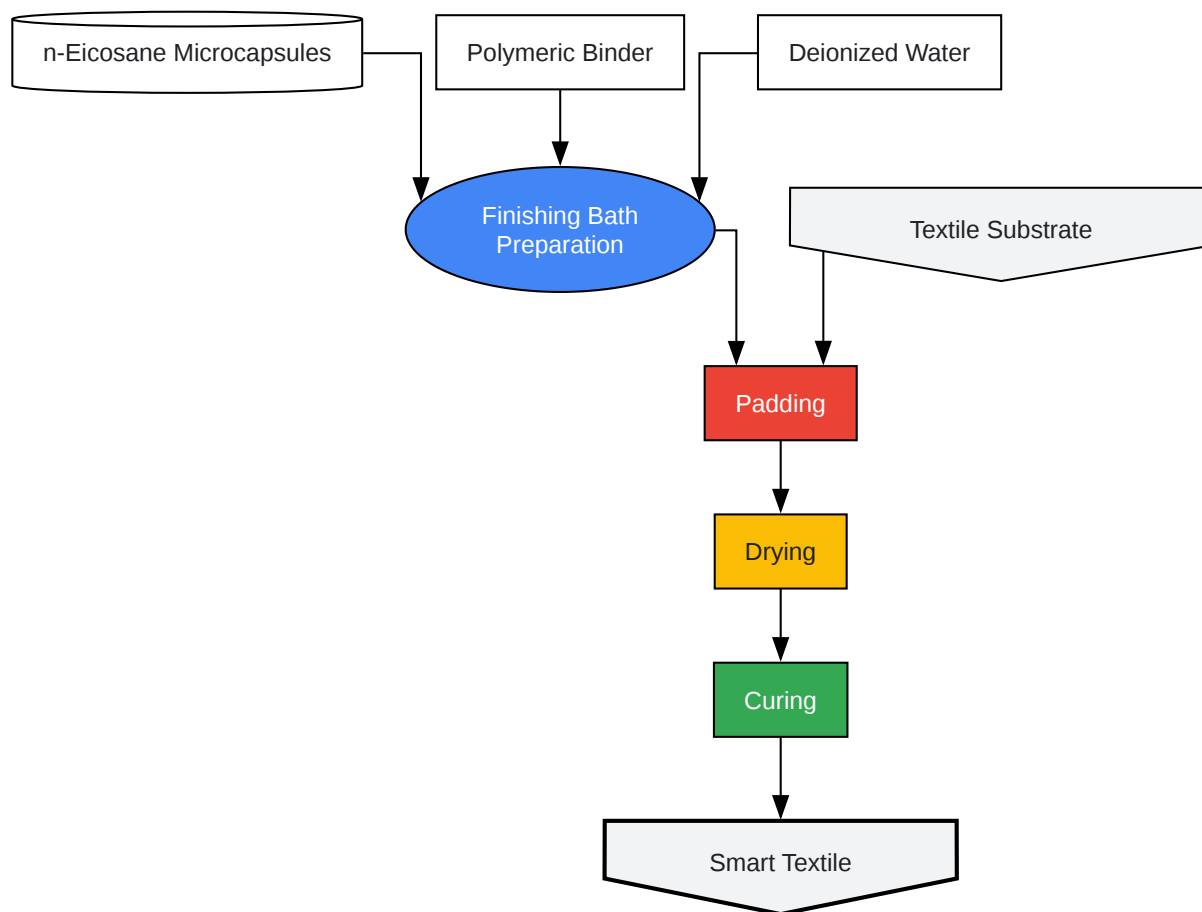 n-Eicosane Microcapsules
Polymeric Binder
Deionized Water
Finishing Bath
Preparation
Textile Substrate
Padding
Drying
Curing
Smart Textile